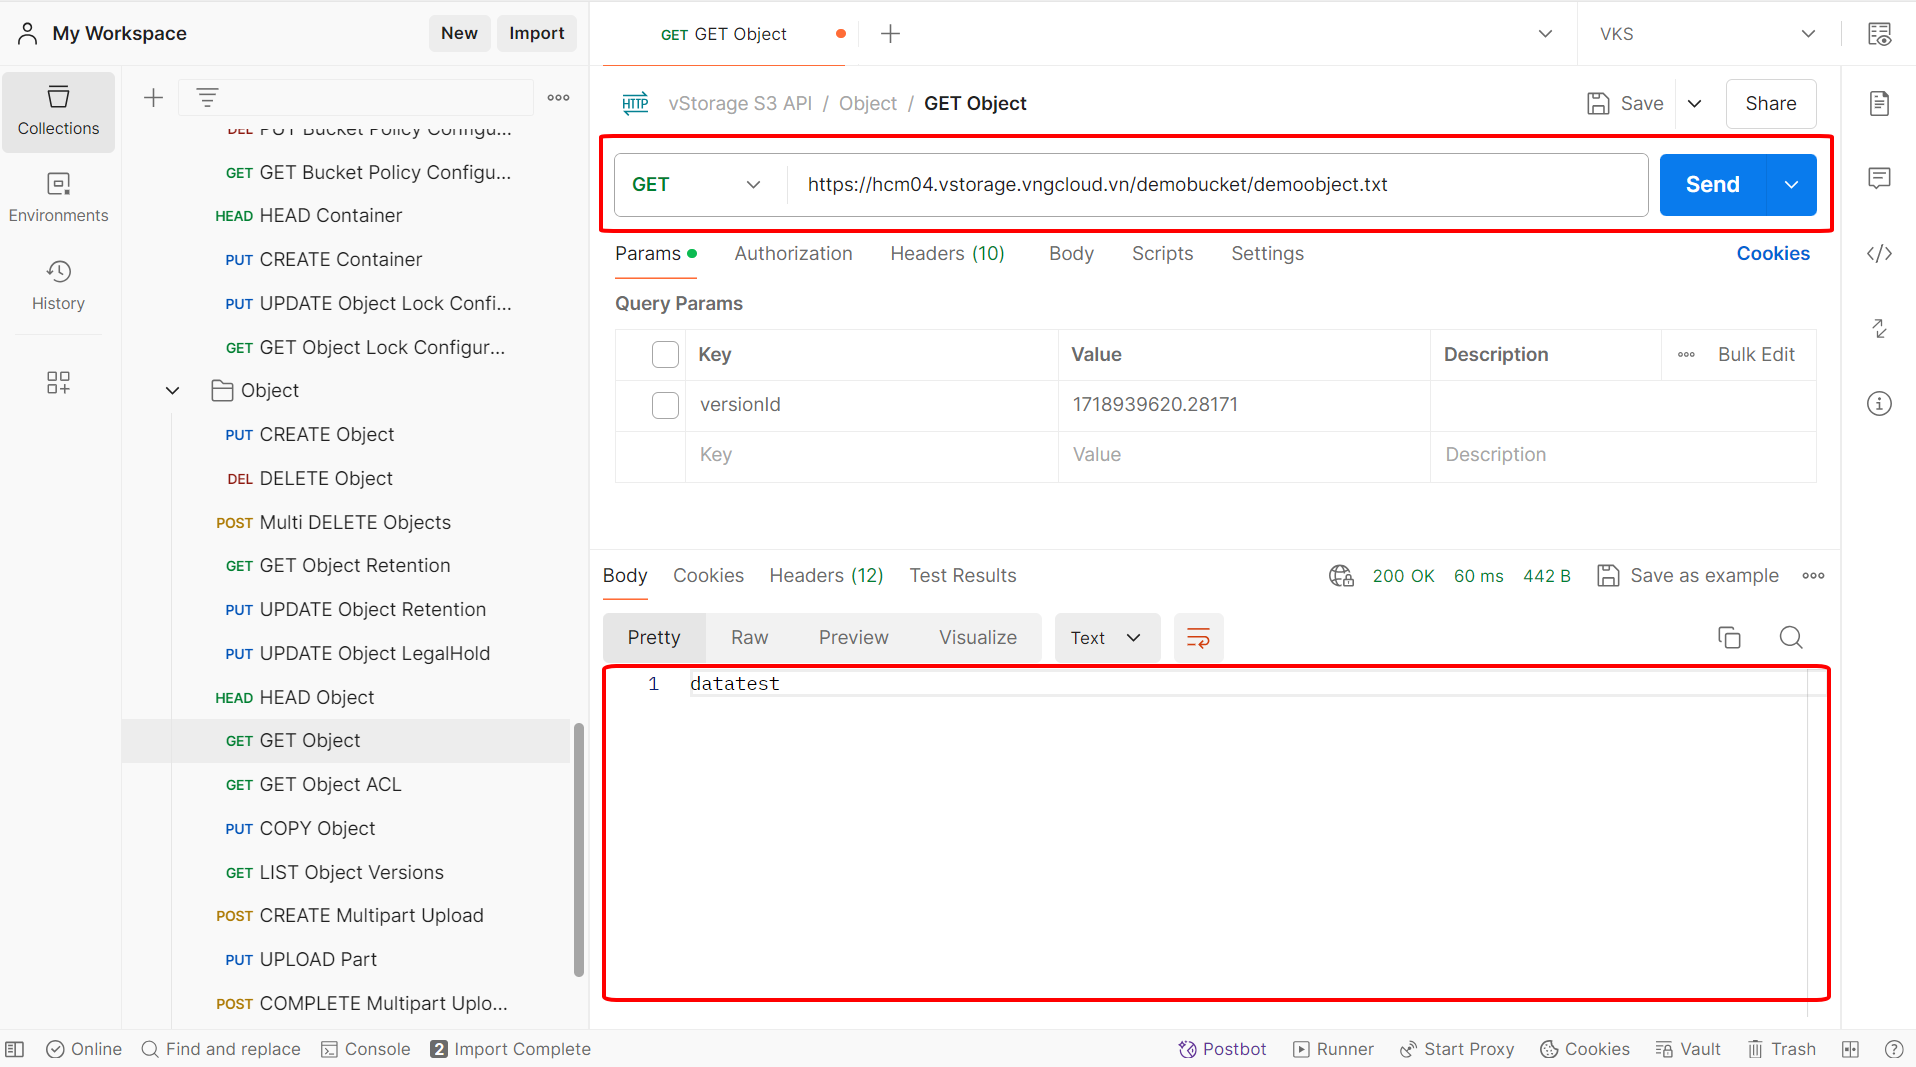 My Workspace
New
Import
GET GET Object
VKS
Collections
Environments
History
PUT Bucket Policy Configu...
GET GET Bucket Policy Configu...
HEAD HEAD Container
PUT CREATE Container
PUT UPDATE Object Lock Confi...
GET GET Object Lock Configur...
Object
PUT CREATE Object
DEL DELETE Object
POST Multi DELETE Objects
GET GET Object Retention
PUT UPDATE Object Retention
PUT UPDATE Object LegalHold
HEAD HEAD Object
GET GET Object
GET GET Object ACL
PUT COPY Object
GET LIST Object Versions
POST CREATE Multipart Upload
PUT UPLOAD Part
POST COMPLETE Multipart Uplo...
HTTP vStorage S3 API / Object / GET Object
Save
Share
GET https://hcm04.vstorage.vngcloud.vn/demobucket/demoobject.txt
Send
Params Authorization Headers (10) Body Scripts Settings Cookies
Query Params
Key Value Description Bulk Edit
versionId 1718939620.28171
Key Value Description
Body Cookies Headers (12) Test Results 200 OK 60 ms 442 B Save as example
Pretty Raw Preview Visualize Text
1 datatest
Online Find and replace Console 2 Import Complete Postbot Runner Start Proxy Cookies Vault Trash